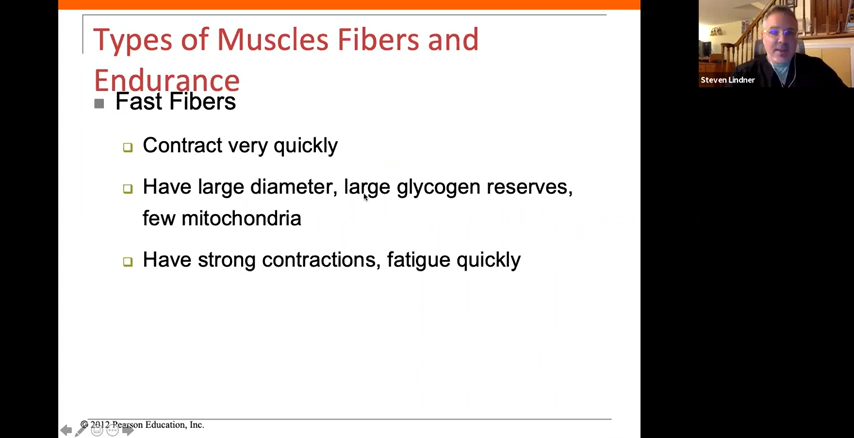 Types of Muscles Fibers and
Endurance
Fast Fibers
Contract very quickly
Have large diameter, large glycogen reserves,
few mitochondria
Have strong contractions, fatigue quickly
© 2012 Pearson Education, Inc.
Steven Lindner